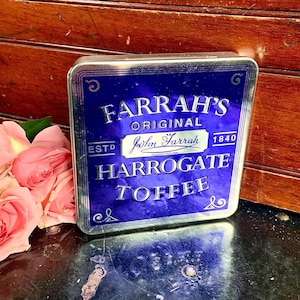 FARRAH'S
ORIGINAL
ESTD John Farrah 1840
HARROGATE
TOFFEE